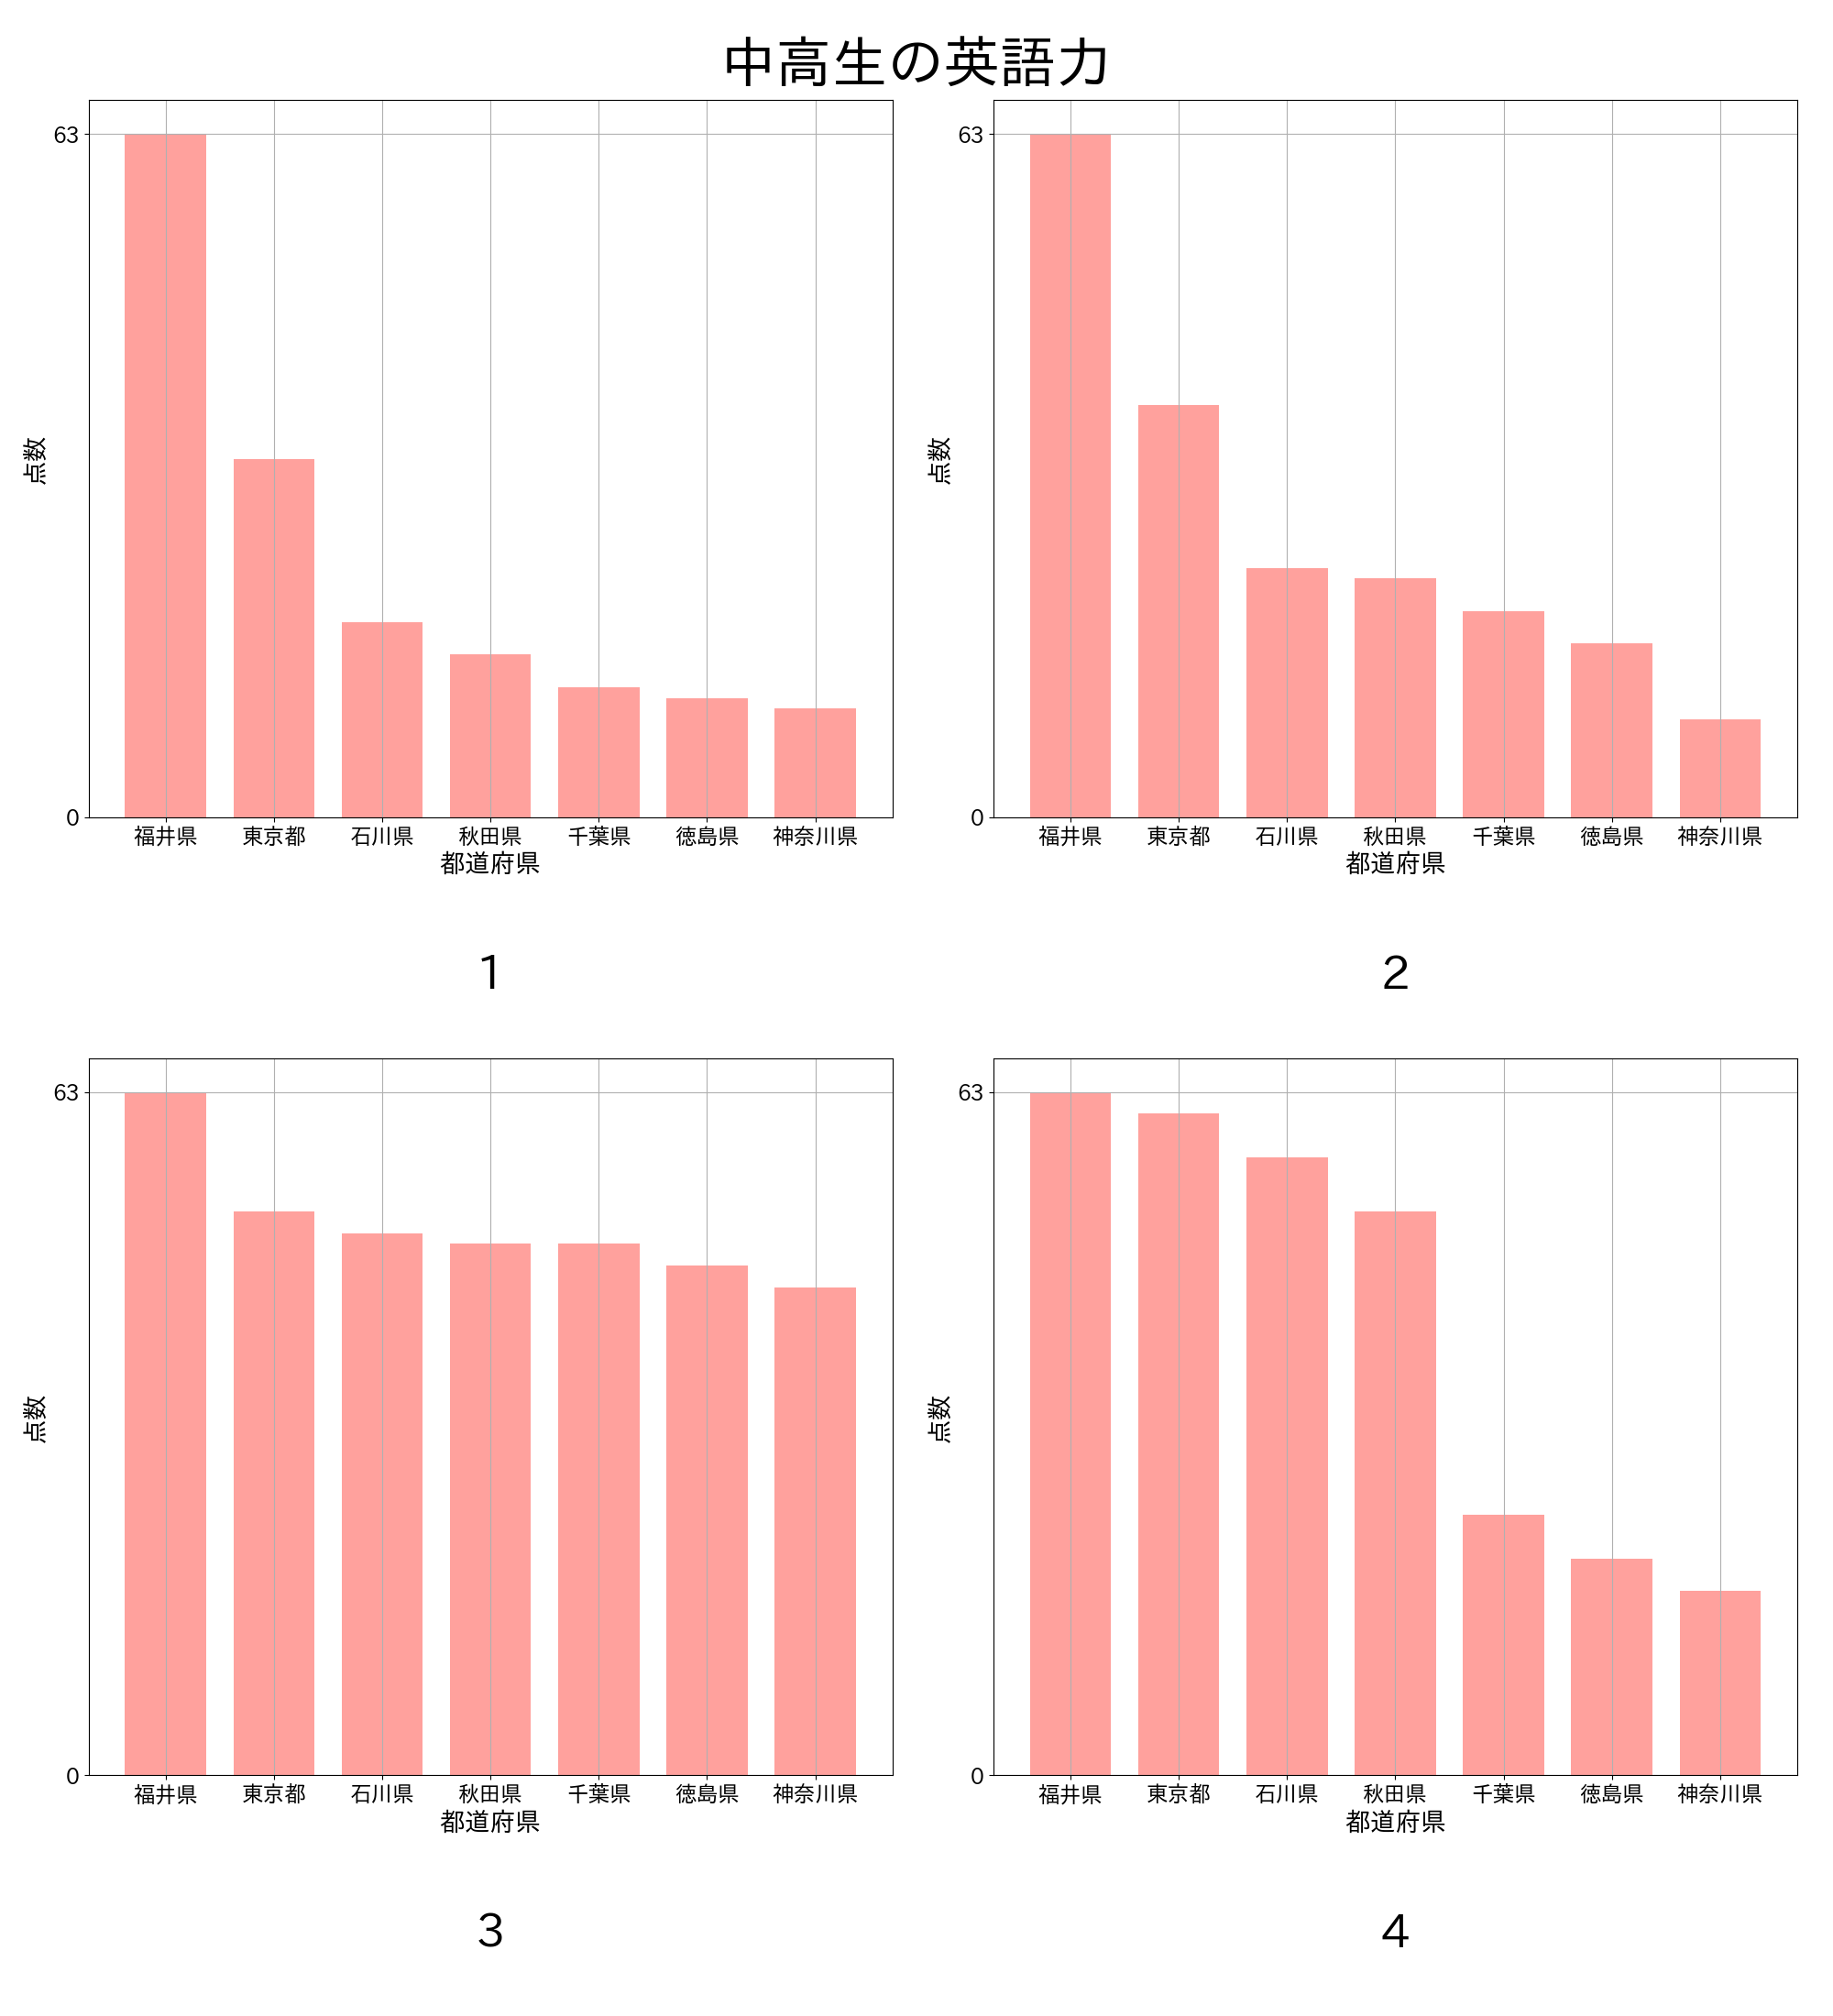 中高生の英語力
63
点数
0
福井県 東京都 石川県 秋田県 千葉県 徳島県 神奈川県
都道府県
1
63
点数
0
福井県 東京都 石川県 秋田県 千葉県 徳島県 神奈川県
都道府県
2
63
点数
0
福井県 東京都 石川県 秋田県 千葉県 徳島県 神奈川県
都道府県
3
63
点数
0
福井県 東京都 石川県 秋田県 千葉県 徳島県 神奈川県
都道府県
4